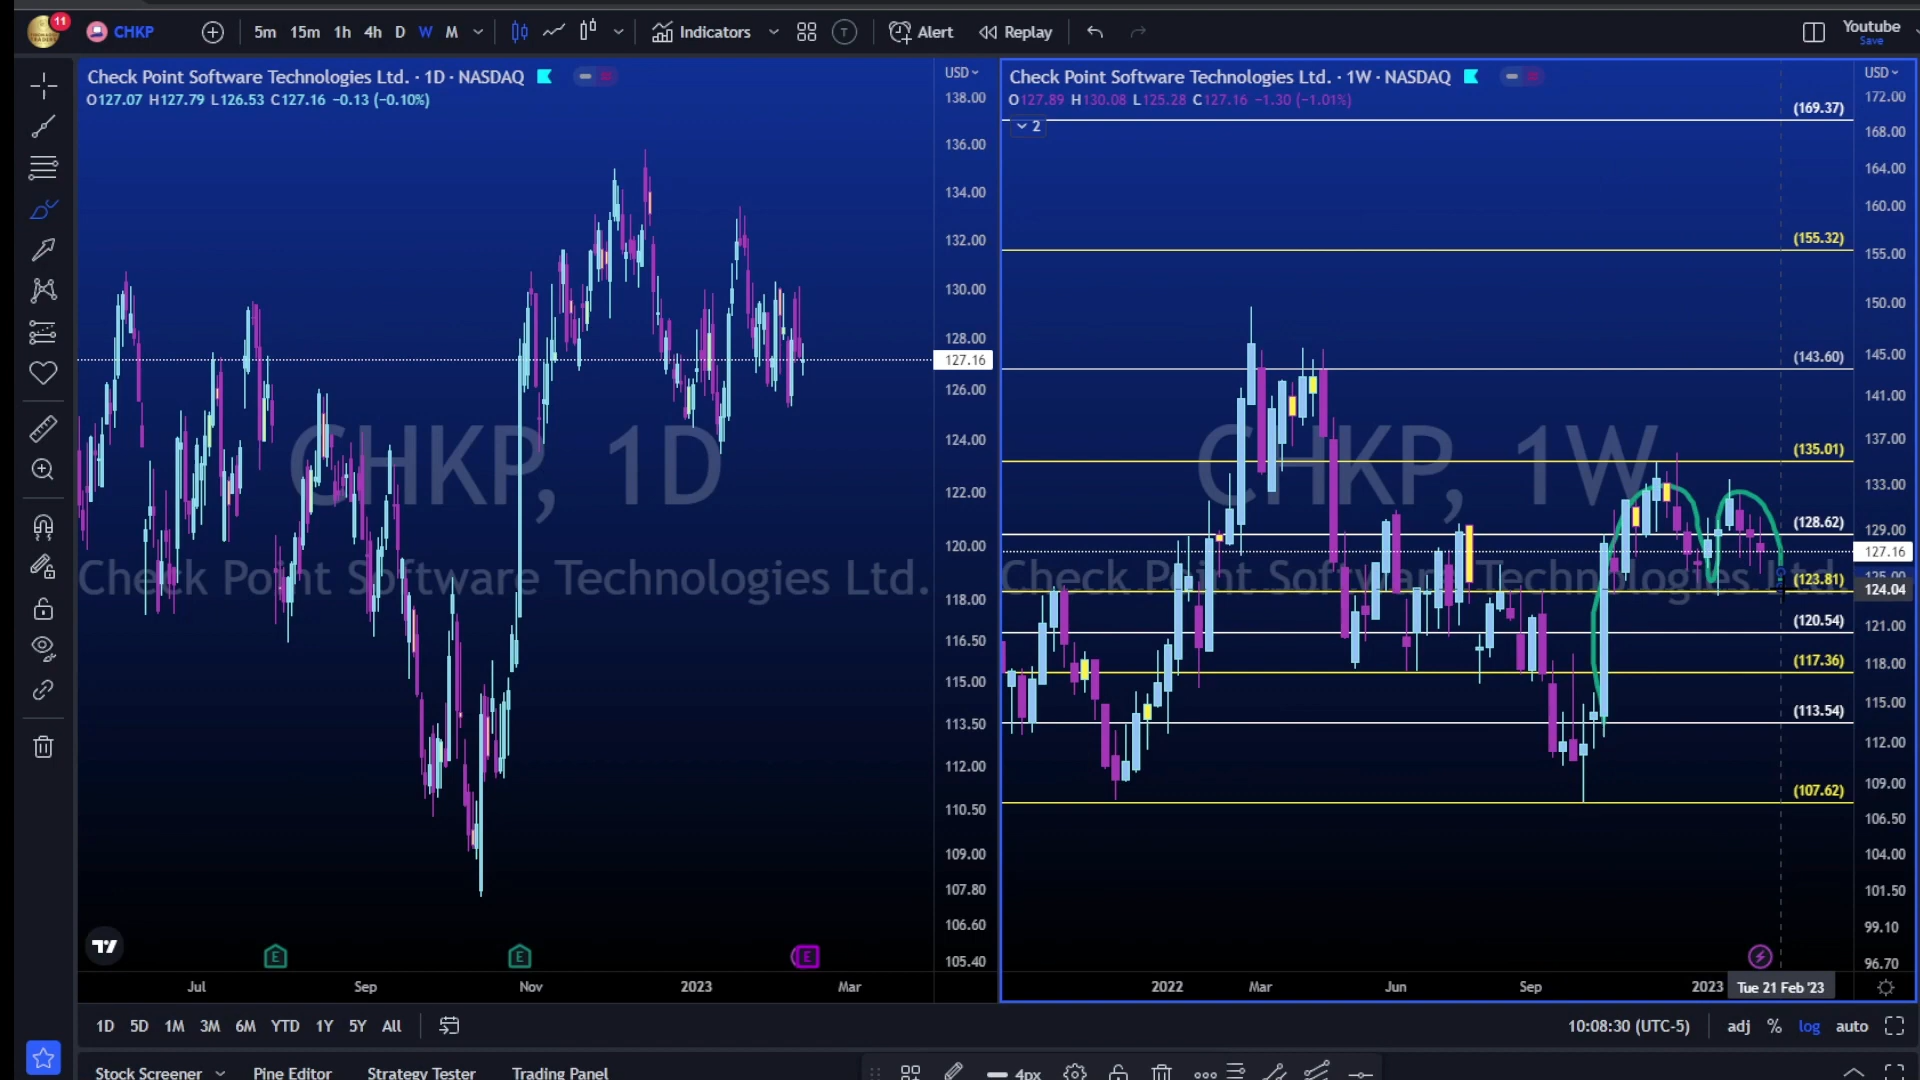 11 CHKP 5m 15m 1h 4h D W M Indicators T Alert Replay Youtube
Save
Check Point Software Technologies Ltd. · 1D · NASDAQ
O127.07 H127.79 L126.53 C127.16 −0.13 (−0.10%)
USD
138.00
136.00
134.00
132.00
130.00
128.00
127.16
126.00
124.00
122.00
120.00
118.00
116.50
115.00
113.50
112.00
110.50
109.00
107.80
106.60
105.40
CHKP, 1D
Check Point Software Technologies Ltd.
E E E
Jul Sep Nov 2023 Mar
Check Point Software Technologies Ltd. · 1W · NASDAQ
O127.89 H130.08 L125.28 C127.16 −1.30 (−1.01%)
2
CHKP, 1W
Check Point Software Technologies Ltd.
(169.37)
(155.32)
(143.60)
(135.01)
(128.62)
(123.81)
(120.54)
(117.36)
(113.54)
(107.62)
USD
172.00
168.00
164.00
160.00
155.00
150.00
145.00
141.00
137.00
133.00
129.00
127.16
125.00
124.04
121.00
118.00
115.00
112.00
109.00
106.50
104.00
101.50
99.10
96.70
2022 Mar Jun Sep 2023 Tue 21 Feb '23
1D 5D 1M 3M 6M YTD 1Y 5Y All
10:08:30 (UTC-5) adj % log auto
Stock Screener Pine Editor Strategy Tester Trading Panel
4px